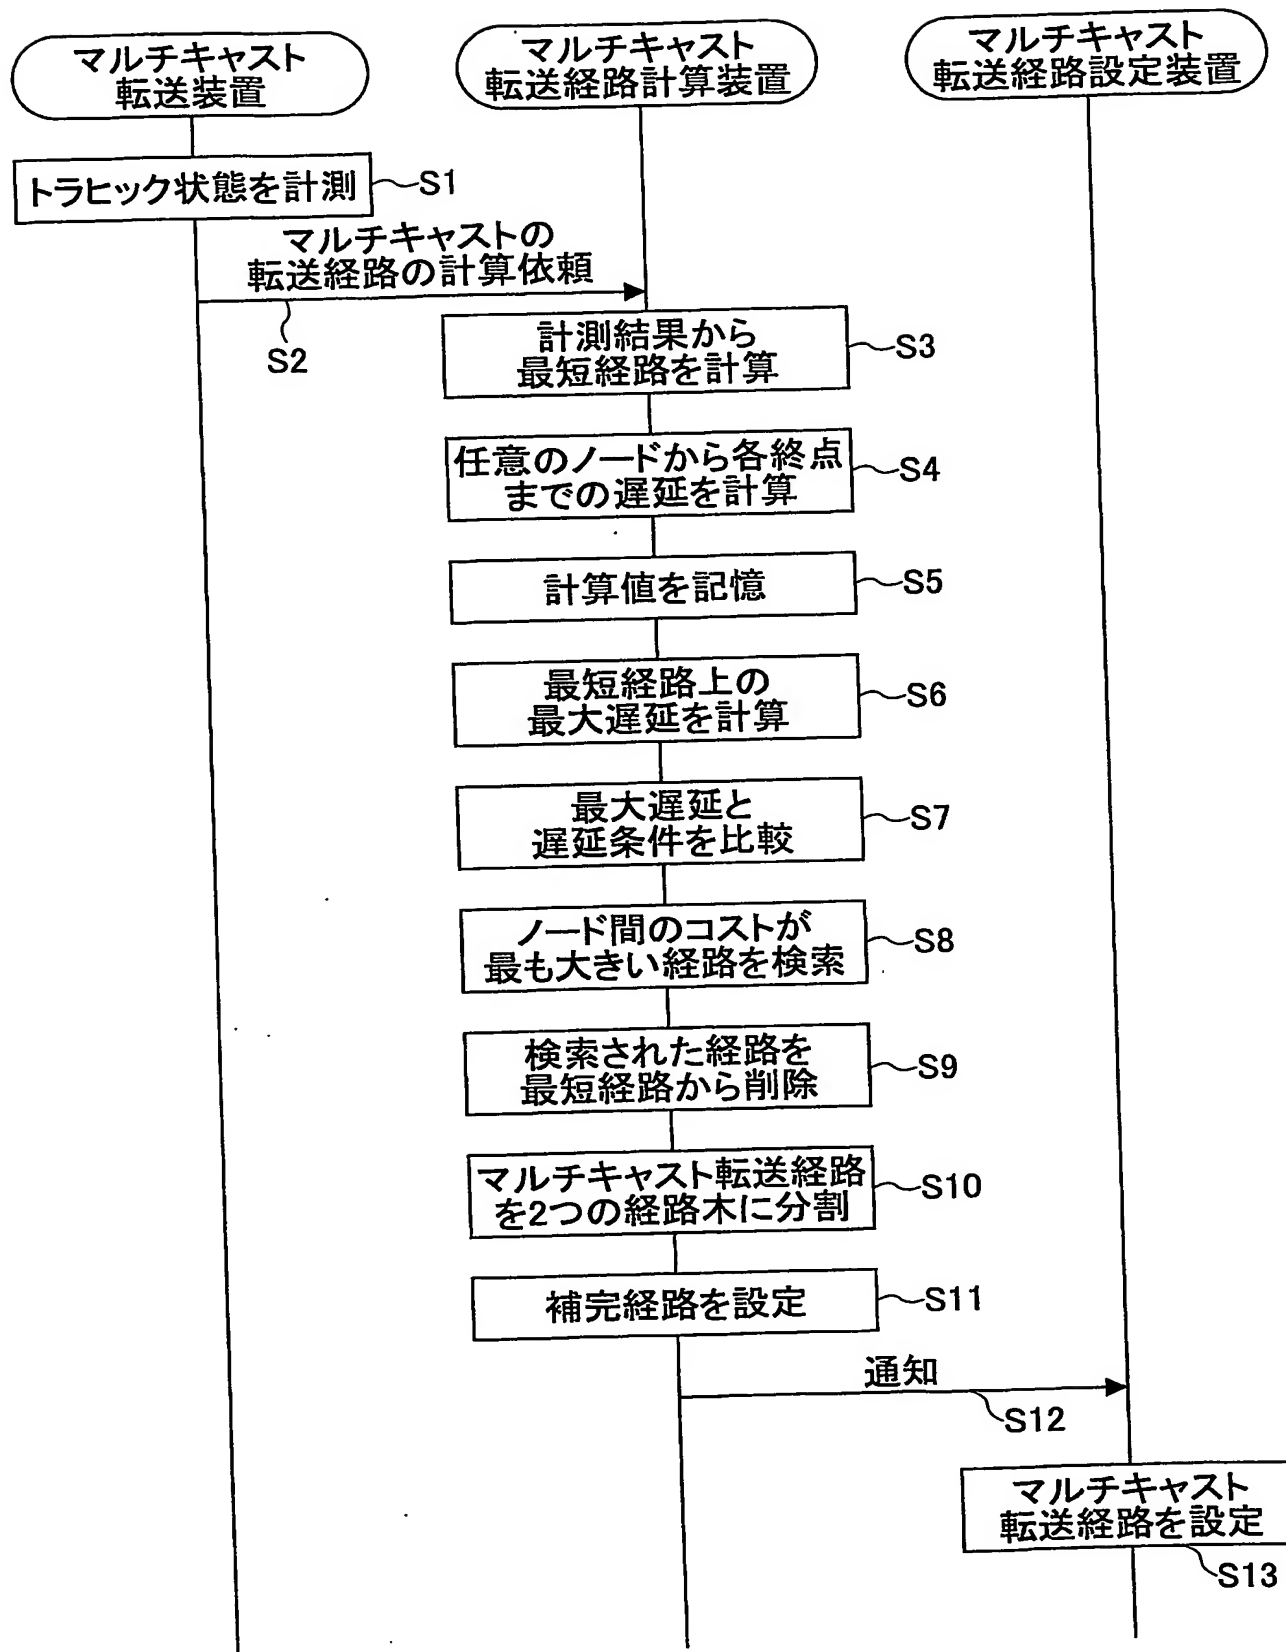 マルチキャスト
転送装置
マルチキャスト
転送経路計算装置
マルチキャスト
転送経路設定装置
トラヒック状態を計測
S1
マルチキャストの
転送経路の計算依頼
S2
計測結果から
最短経路を計算
S3
任意のノードから各終点
までの遅延を計算
S4
計算値を記憶
S5
最短経路上の
最大遅延を計算
S6
最大遅延と
遅延条件を比較
S7
ノード間のコストが
最も大きい経路を検索
S8
検索された経路を
最短経路から削除
S9
マルチキャスト転送経路
を2つの経路木に分割
S10
補完経路を設定
S11
通知
S12
マルチキャスト
転送経路を設定
S13